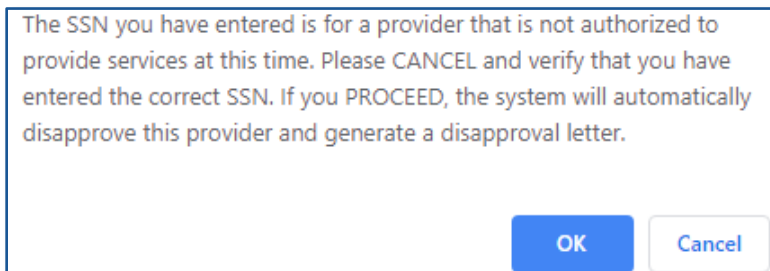 The SSN you have entered is for a provider that is not authorized to
provide services at this time. Please CANCEL and verify that you have
entered the correct SSN. If you PROCEED, the system will automatically
disapprove this provider and generate a disapproval letter.
OK Cancel